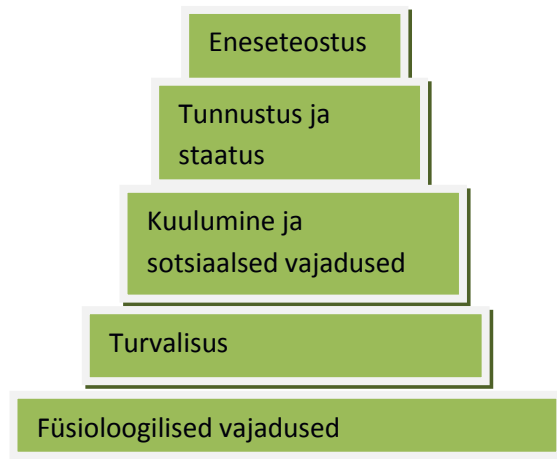 Eneseteostus
Tunnustus ja
staatus
Kuulumine ja
sotsiaalsed vajadused
Turvalisus
Füsioloogilised vajadused